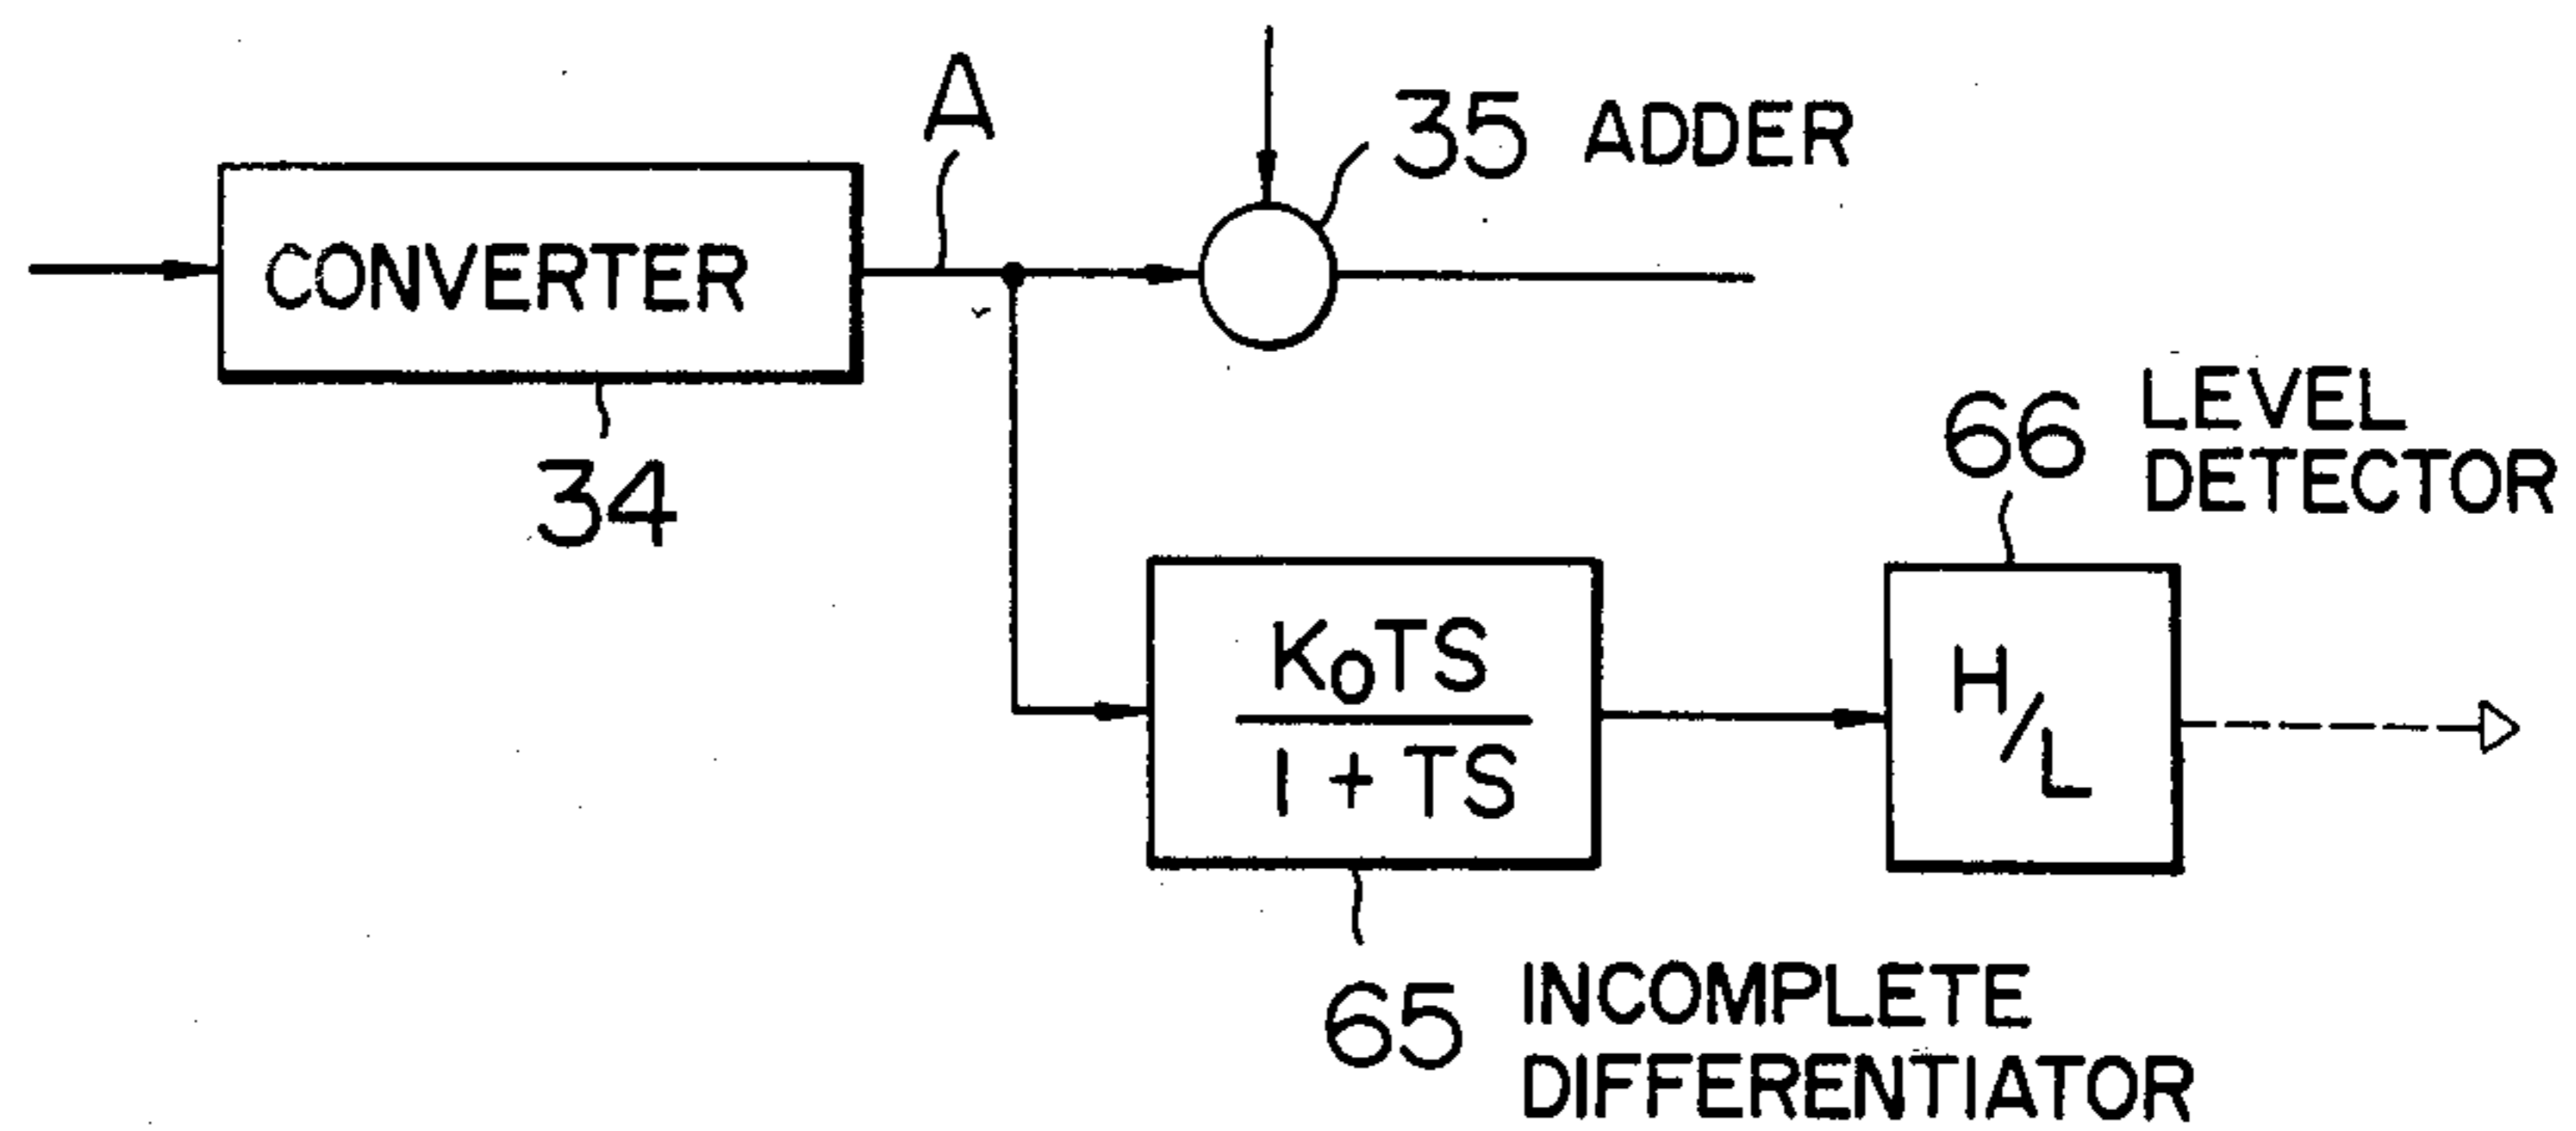 A
35 ADDER
CONVERTER
34
66 LEVEL
DETECTOR
K₀TS
1 + TS
H/L
65 INCOMPLETE
DIFFERENTIATOR